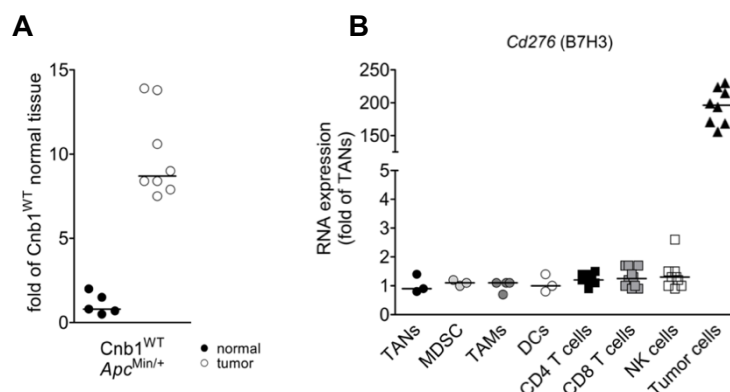 A
fold of Cnb1WT normal tissue
15
10
5
0
Cnb1WT
ApcMin/+
normal
tumor
B
Cd276 (B7H3)
RNA expression
(fold of TANs)
250
200
150
5
4
3
2
1
0
TANs
MDSC
TAMs
DCs
CD4 T cells
CD8 T cells
NK cells
Tumor cells